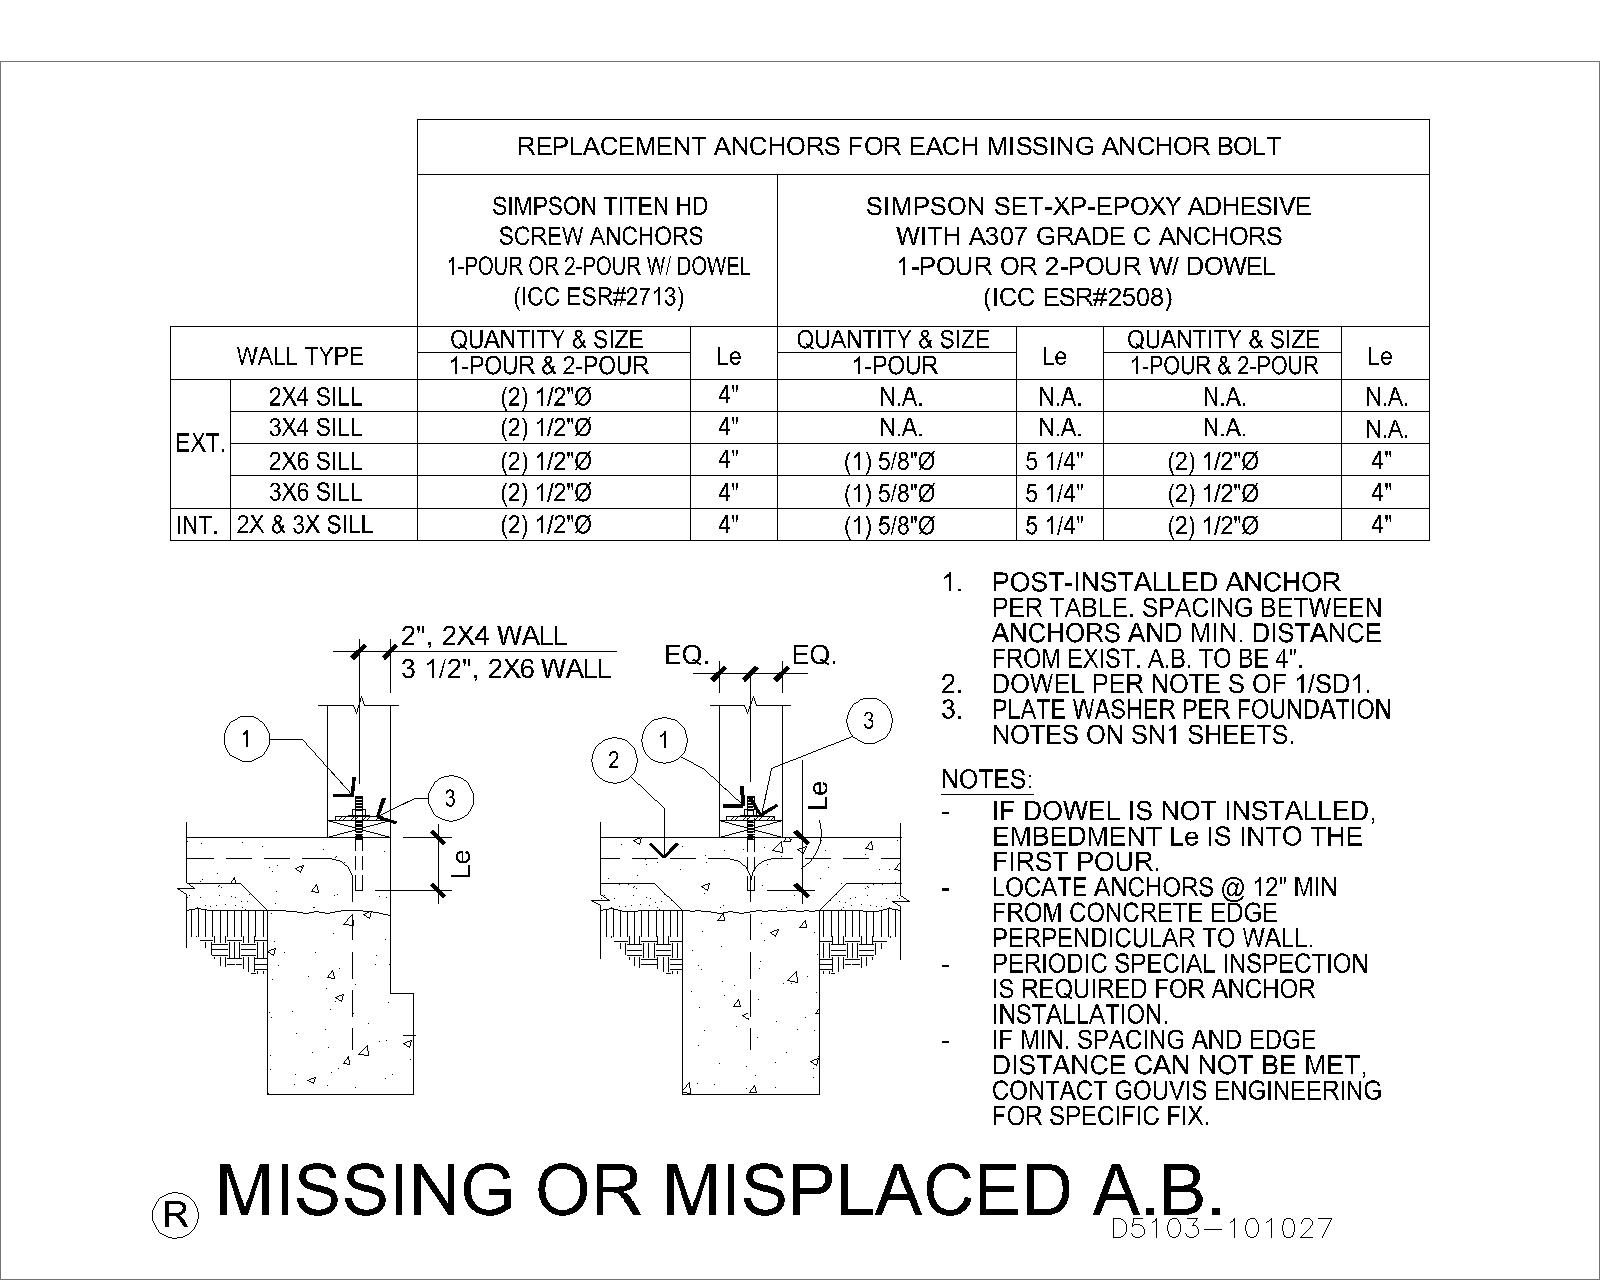 REPLACEMENT ANCHORS FOR EACH MISSING ANCHOR BOLT
SIMPSON TITEN HD
SCREW ANCHORS
1-POUR OR 2-POUR W/ DOWEL
(ICC ESR#2713)
SIMPSON SET-XP-EPOXY ADHESIVE
WITH A307 GRADE C ANCHORS
1-POUR OR 2-POUR W/ DOWEL
(ICC ESR#2508)
WALL TYPE
QUANTITY & SIZE
1-POUR & 2-POUR
Le
QUANTITY & SIZE
1-POUR
Le
QUANTITY & SIZE
1-POUR & 2-POUR
Le
EXT.
2X4 SILL (2) 1/2"Ø 4" N.A. N.A. N.A. N.A.
3X4 SILL (2) 1/2"Ø 4" N.A. N.A. N.A. N.A.
2X6 SILL (2) 1/2"Ø 4" (1) 5/8"Ø 5 1/4" (2) 1/2"Ø 4"
3X6 SILL (2) 1/2"Ø 4" (1) 5/8"Ø 5 1/4" (2) 1/2"Ø 4"
INT. 2X & 3X SILL (2) 1/2"Ø 4" (1) 5/8"Ø 5 1/4" (2) 1/2"Ø 4"
2", 2X4 WALL
3 1/2", 2X6 WALL
1
3
Le
EQ. EQ.
2
1
3
Le
1. POST-INSTALLED ANCHOR
PER TABLE. SPACING BETWEEN
ANCHORS AND MIN. DISTANCE
FROM EXIST. A.B. TO BE 4".
2. DOWEL PER NOTE S OF 1/SD1.
3. PLATE WASHER PER FOUNDATION
NOTES ON SN1 SHEETS.
NOTES:
- IF DOWEL IS NOT INSTALLED,
EMBEDMENT Le IS INTO THE
FIRST POUR.
- LOCATE ANCHORS @ 12" MIN
FROM CONCRETE EDGE
PERPENDICULAR TO WALL.
- PERIODIC SPECIAL INSPECTION
IS REQUIRED FOR ANCHOR
INSTALLATION.
- IF MIN. SPACING AND EDGE
DISTANCE CAN NOT BE MET,
CONTACT GOUVIS ENGINEERING
FOR SPECIFIC FIX.
R MISSING OR MISPLACED A.B.
D5103-101027